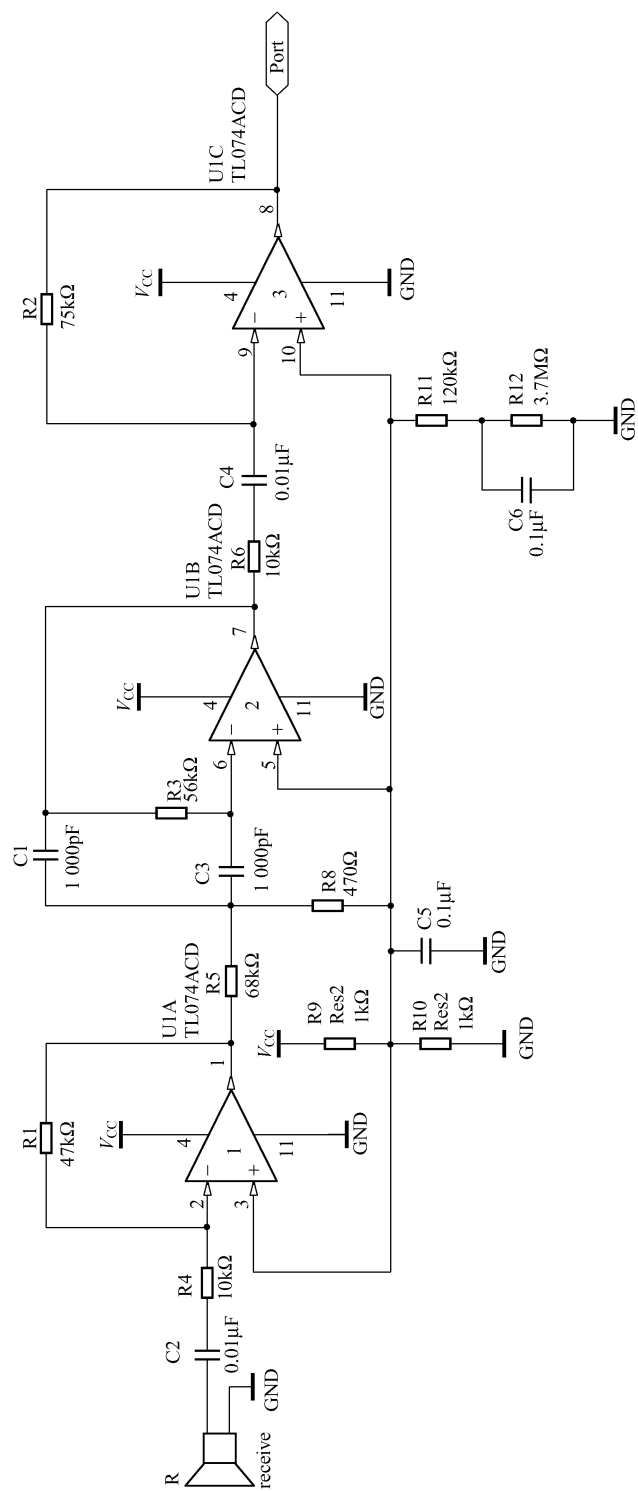 R
receive
GND
C2
0.01μF
R4
10kΩ
R1
47kΩ
VCC
4
2
3
1
1
11
GND
U1A
TL074ACD
R5
68kΩ
VCC
R9
Res2
1kΩ
R10
Res2
1kΩ
GND
C5
0.1μF
GND
R8
470Ω
C3
1 000pF
C1
1 000pF
R3
56kΩ
6
5
VCC
4
2
11
GND
7
U1B
TL074ACD
R6
10kΩ
C4
0.01μF
R2
75kΩ
9
10
VCC
4
3
11
GND
8
U1C
TL074ACD
Port
R11
120kΩ
R12
3.7MΩ
C6
0.1μF
GND